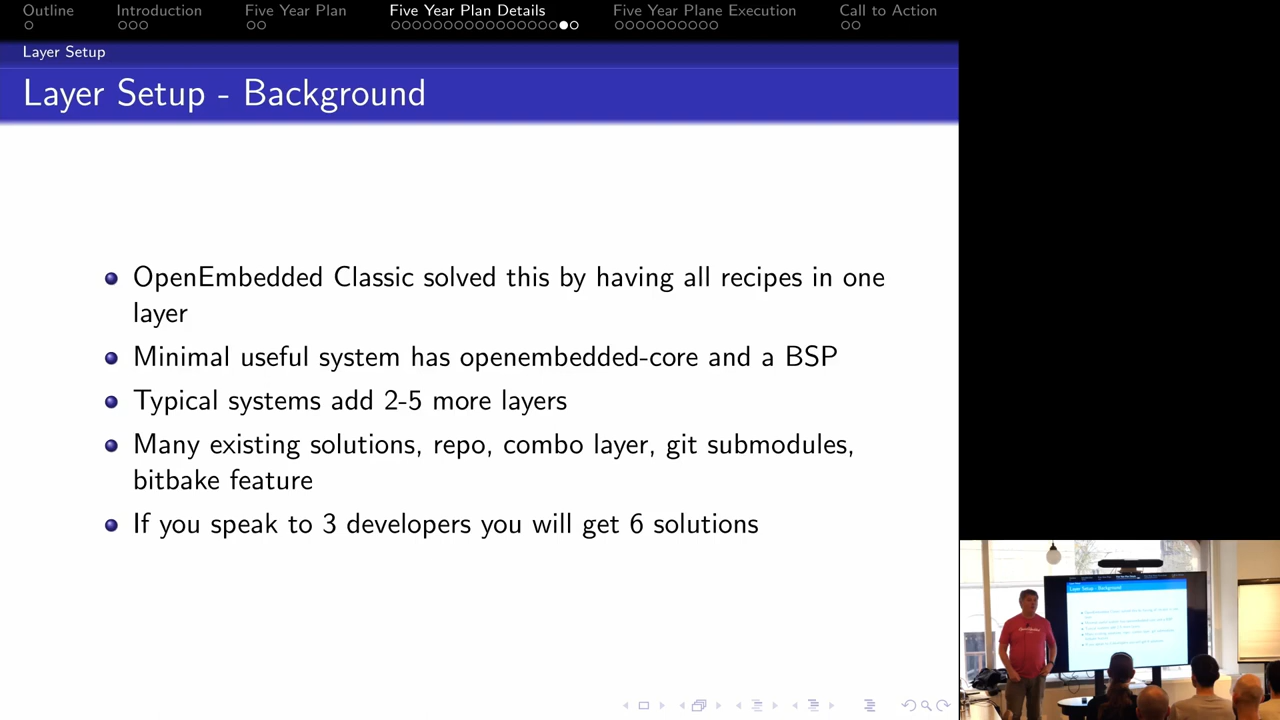 Outline
Introduction
Five Year Plan
Five Year Plan Details
Five Year Plane Execution
Call to Action
Layer Setup
Layer Setup - Background
OpenEmbedded Classic solved this by having all recipes in one
layer
Minimal useful system has openembedded-core and a BSP
Typical systems add 2-5 more layers
Many existing solutions, repo, combo layer, git submodules,
bitbake feature
If you speak to 3 developers you will get 6 solutions
Layer Setup - Background